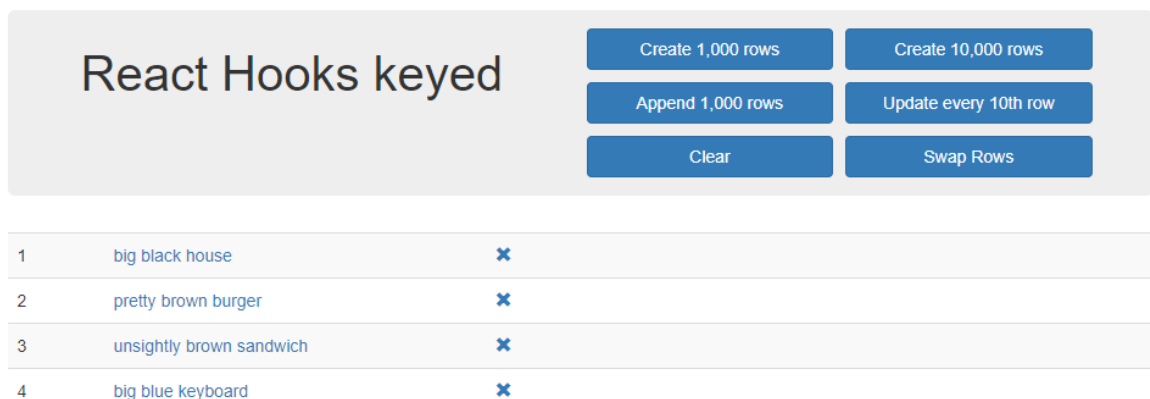 React Hooks keyed
Create 1,000 rows
Create 10,000 rows
Append 1,000 rows
Update every 10th row
Clear
Swap Rows
1 big black house
2 pretty brown burger
3 unsightly brown sandwich
4 big blue keyboard